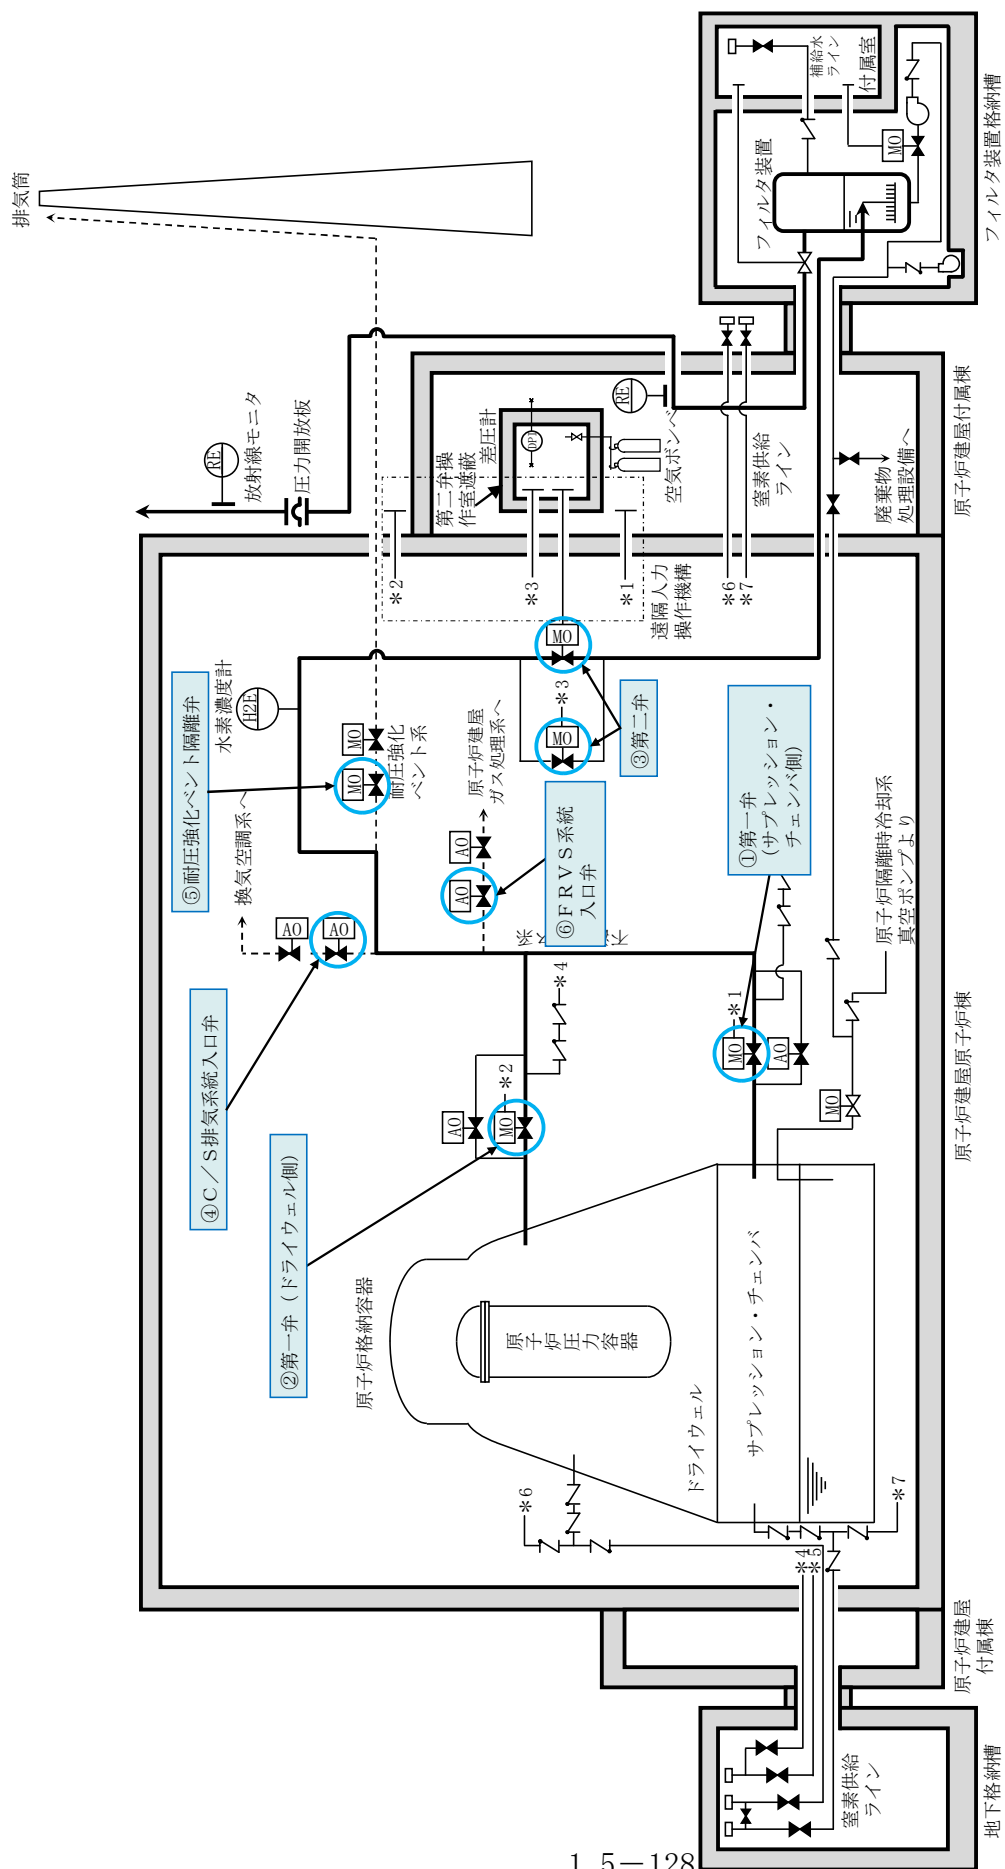 排気筒
放射線モニタ
RE
圧力開放板
フィルタ装置格納槽
補給水
ライン
付属室
フィルタ装置
MO
RE
差圧計
DPI
第二弁操
作室遮蔽
空気ボンベ
窒素供給
ライン
廃棄物
処理設備へ
原子炉建屋付属棟
＊2
＊3
＊1
遠隔人力
操作機構
＊6
＊7
水素濃度計
H2E
⑤耐圧強化ベント隔離弁
MO
MO
耐圧強化
ベント系
MO
＊3
MO
③第二弁
原子炉建屋
ガス処理系へ
AO
AO
⑥ＦＲＶＳ系統
入口弁
①第一弁
(サプレッション・
チェンバ側)
換気空調系へ
AO
AO
④Ｃ／Ｓ排気系統入口弁
＊4
＊2
AO
MO
②第一弁（ドライウェル側）
＊1
MO
AO
MO
原子炉隔離時冷却系
真空ポンプより
原子炉建屋原子炉棟
原子炉格納容器
原子炉圧力容器
ドライウェル
サプレッション・チェンバ
＊6
＊7
＊4
＊5
原子炉建屋
付属棟
窒素供給
ライン
地下格納槽
1.5－128